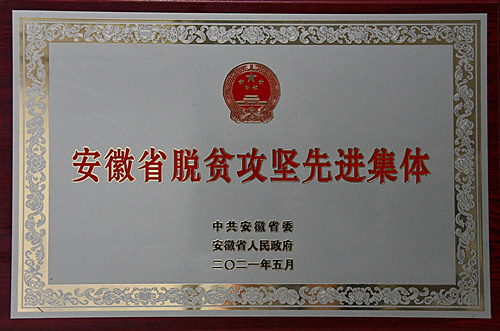 安徽省脱贫攻坚先进集体
中共安徽省委
安徽省人民政府
二〇二一年五月